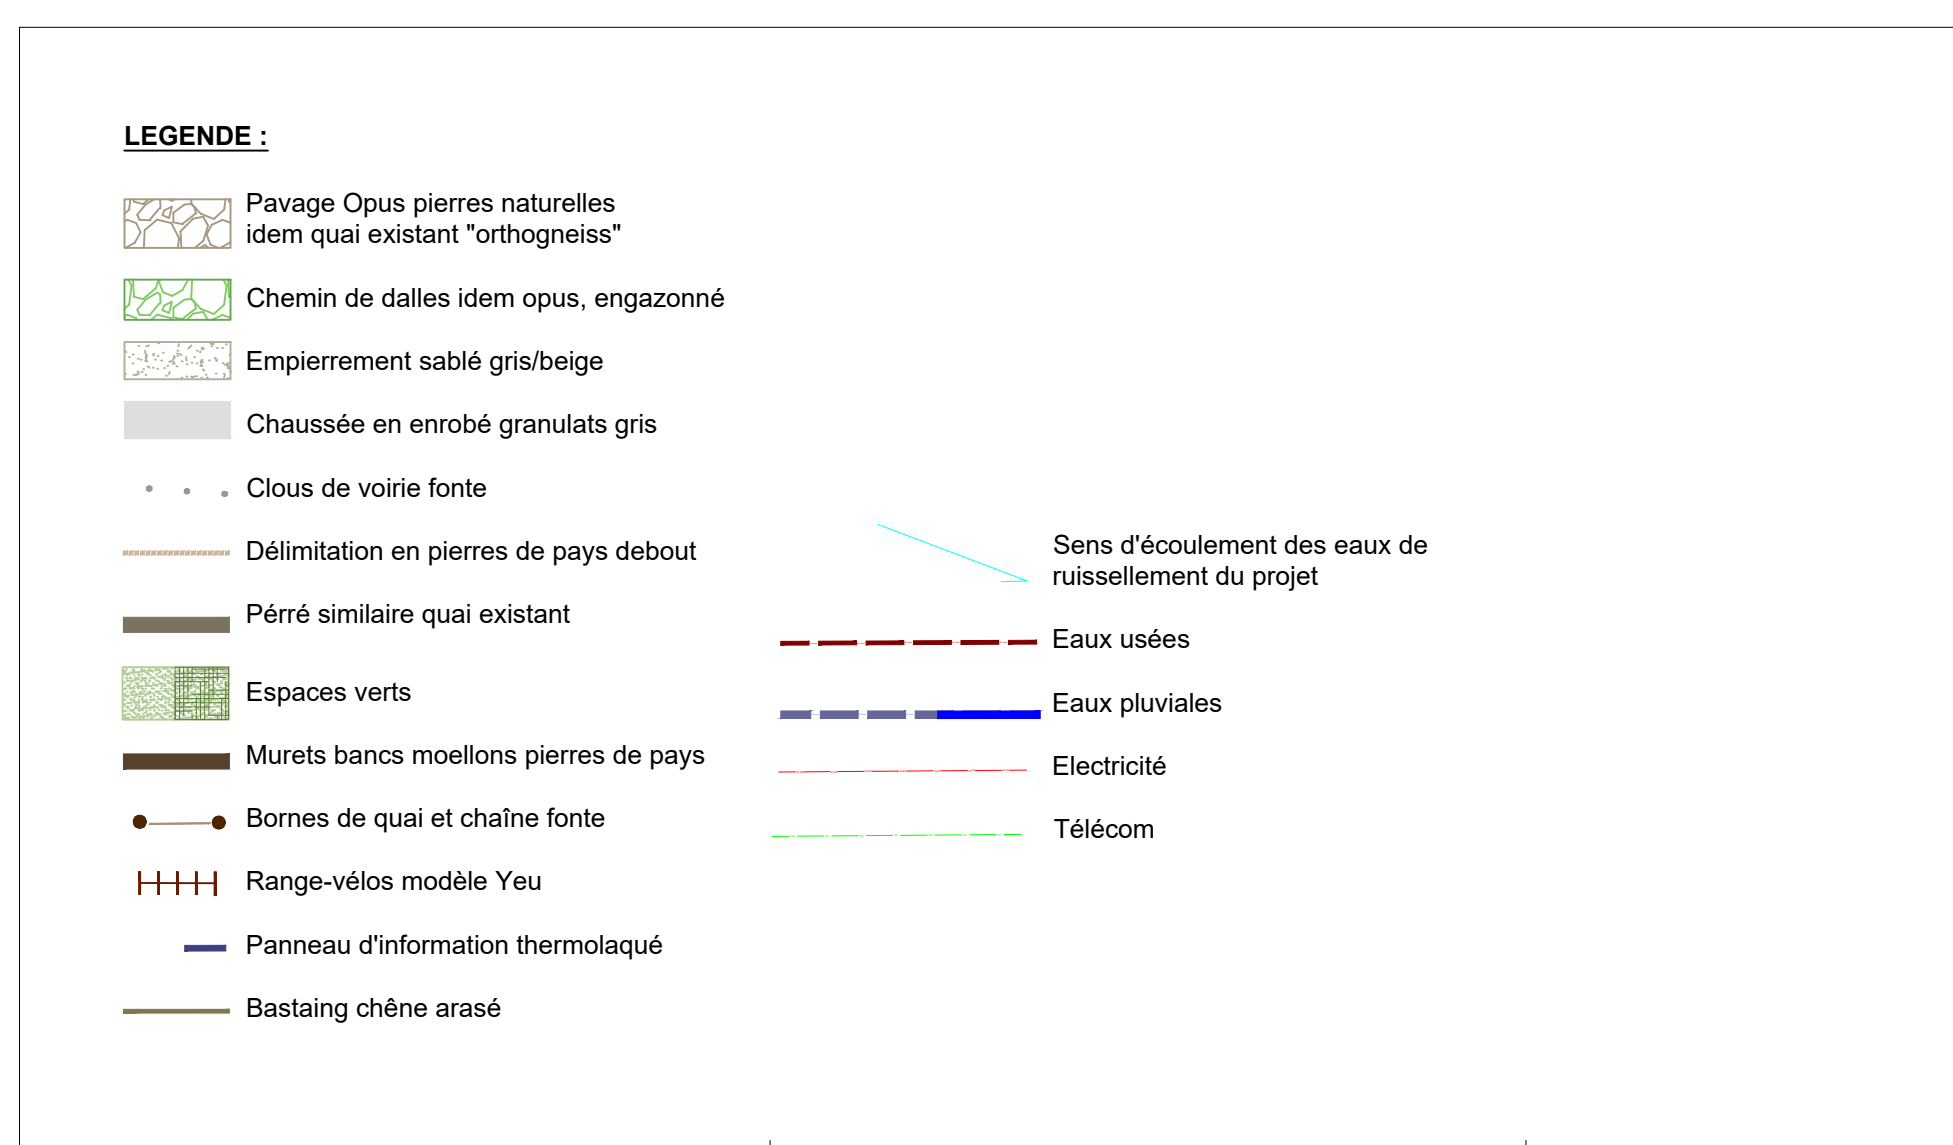 LEGENDE :
Pavage Opus pierres naturelles
idem quai existant "orthogneiss"
Chemin de dalles idem opus, engazonné
Empierrement sablé gris/beige
Chaussée en enrobé granulats gris
Clous de voirie fonte
Délimitation en pierres de pays debout
Pérré similaire quai existant
Espaces verts
Murets bancs moellons pierres de pays
Bornes de quai et chaîne fonte
Range-vélos modèle Yeu
Panneau d'information thermolaqué
Bastaing chêne arasé
Sens d'écoulement des eaux de
ruissellement du projet
Eaux usées
Eaux pluviales
Electricité
Télécom